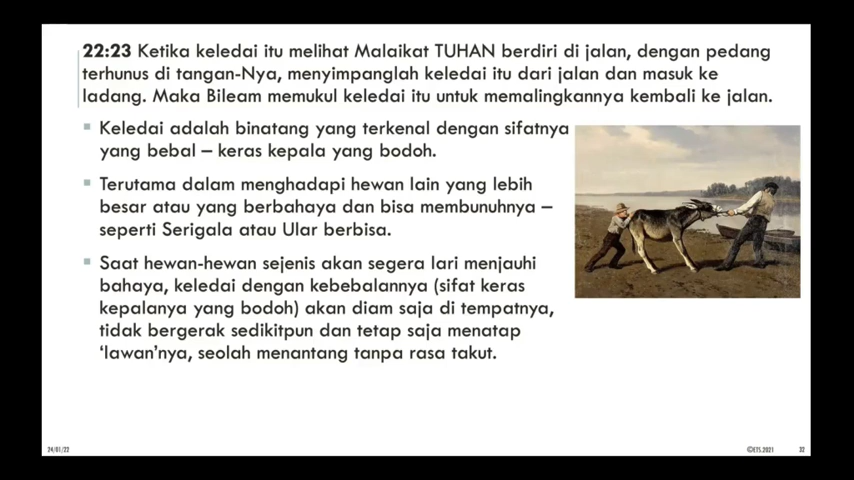 22:23 Ketika keledai itu melihat Malaikat TUHAN berdiri di jalan, dengan pedang
terhunus di tangan-Nya, menyimpanglah keledai itu dari jalan dan masuk ke
ladang. Maka Bileam memukul keledai itu untuk memalingkannya kembali ke jalan.
Keledai adalah binatang yang terkenal dengan sifatnya
yang bebal – keras kepala yang bodoh.
Terutama dalam menghadapi hewan lain yang lebih
besar atau yang berbahaya dan bisa membunuhnya –
seperti Serigala atau Ular berbisa.
Saat hewan-hewan sejenis akan segera lari menjauhi
bahaya, keledai dengan kebebalannya (sifat keras
kepalanya yang bodoh) akan diam saja di tempatnya,
tidak bergerak sedikitpun dan tetap saja menatap
‘lawan’nya, seolah menantang tanpa rasa takut.
24/01/22
©ETS.2021
32